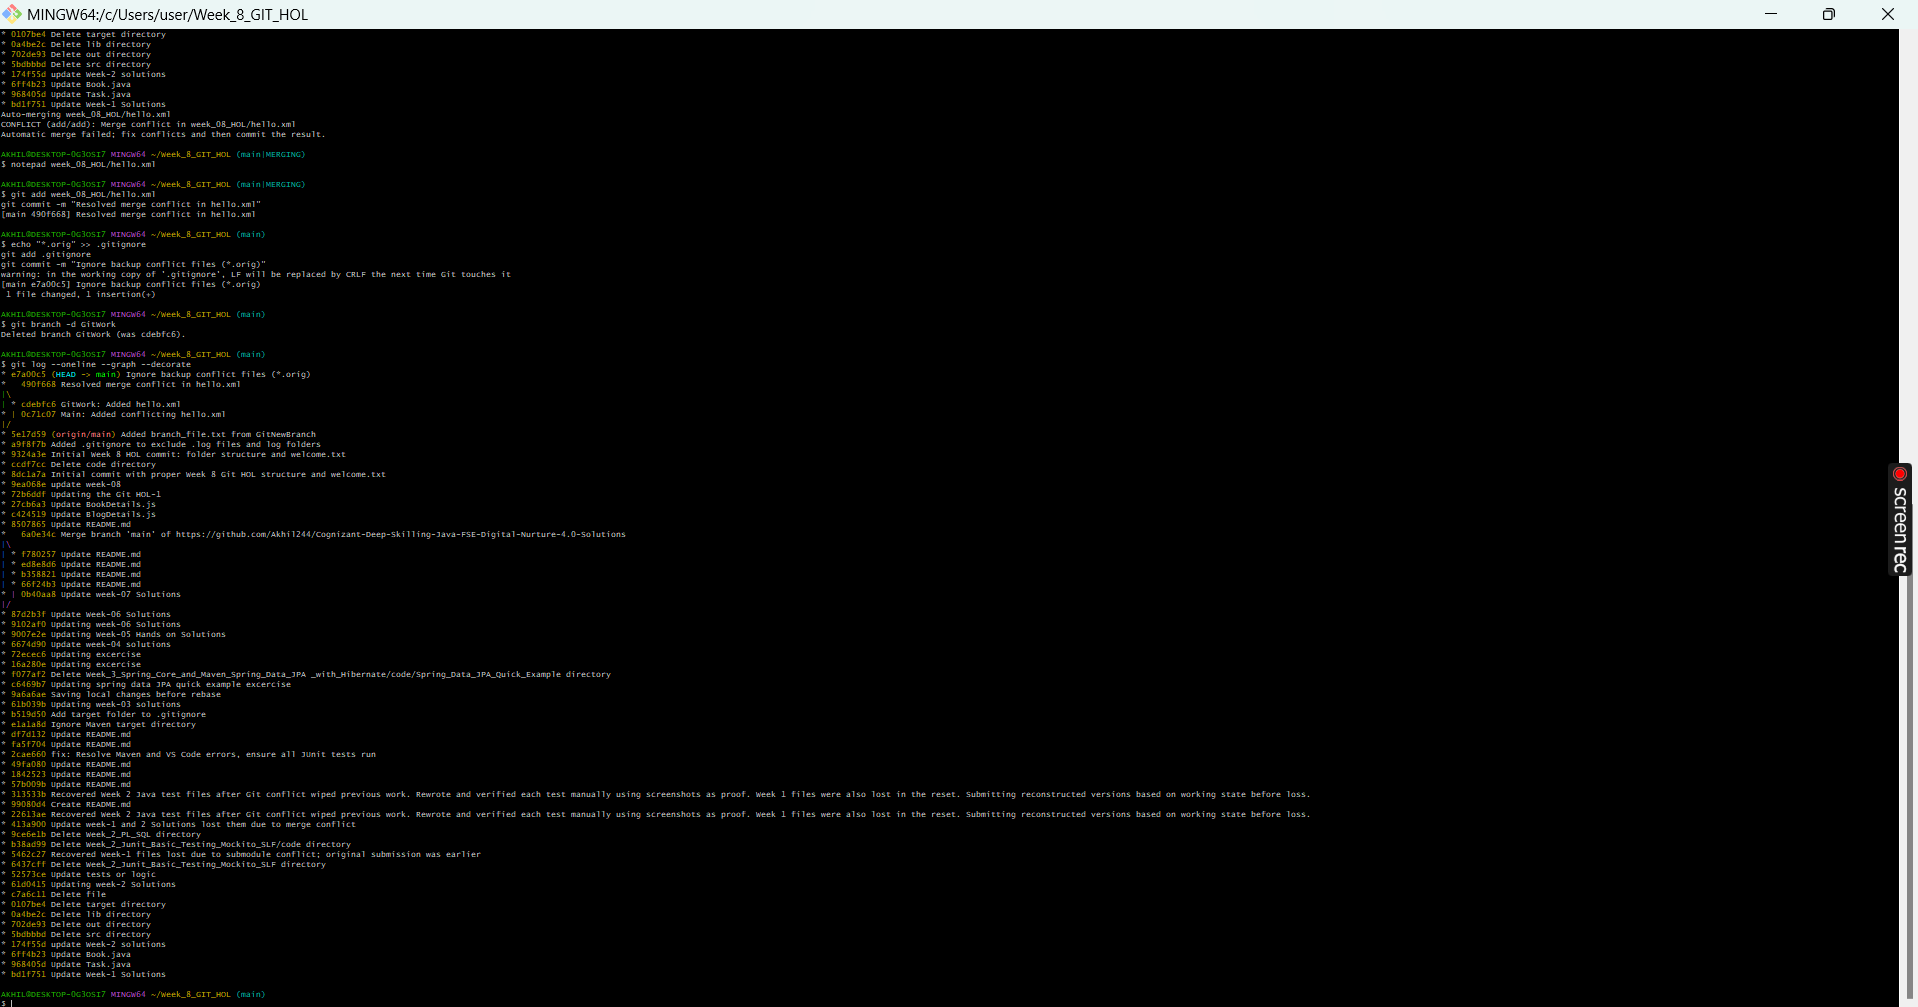 MINGW64:/c/Users/user/Week_8_GIT_HOL
* 0107be4 Delete target directory
* 0a4be2c Delete lib directory
* 702de93 Delete out directory
* 5bdbbbd Delete src directory
* 174f55d update Week-2 solutions
* 6ff4b23 Update Book.java
* 968405d Update Task.java
* bd1f751 Update Week-1 Solutions
Auto-merging week_08_HOL/hello.xml
CONFLICT (add/add): Merge conflict in week_08_HOL/hello.xml
Automatic merge failed; fix conflicts and then commit the result.
AKHIL@DESKTOP-0G3OSI7 MINGW64 ~/Week_8_GIT_HOL (main|MERGING)
$ notepad week_08_HOL/hello.xml
AKHIL@DESKTOP-0G3OSI7 MINGW64 ~/Week_8_GIT_HOL (main|MERGING)
$ git add week_08_HOL/hello.xml
git commit -m "Resolved merge conflict in hello.xml"
[main 490f668] Resolved merge conflict in hello.xml
AKHIL@DESKTOP-0G3OSI7 MINGW64 ~/Week_8_GIT_HOL (main)
$ echo "*.orig" >> .gitignore
git add .gitignore
git commit -m "Ignore backup conflict files (*.orig)"
warning: in the working copy of '.gitignore', LF will be replaced by CRLF the next time Git touches it
[main e7a00c5] Ignore backup conflict files (*.orig)
 1 file changed, 1 insertion(+)
AKHIL@DESKTOP-0G3OSI7 MINGW64 ~/Week_8_GIT_HOL (main)
$ git branch -d GitWork
Deleted branch GitWork (was cdebfc6).
AKHIL@DESKTOP-0G3OSI7 MINGW64 ~/Week_8_GIT_HOL (main)
$ git log --oneline --graph --decorate
* e7a00c5 (HEAD -> main) Ignore backup conflict files (*.orig)
*   490f668 Resolved merge conflict in hello.xml
|\
| * cdebfc6 GitWork: Added hello.xml
* | 0c71c07 Main: Added conflicting hello.xml
|/
* 5e17d59 (origin/main) Added branch_file.txt from GitNewBranch
* a9f8f7b Added .gitignore to exclude .log files and log folders
* 9324a3e Initial Week 8 HOL commit: folder structure and welcome.txt
* ccdf7cc Delete code directory
* 8dc1a7a Initial commit with proper Week 8 Git HOL structure and welcome.txt
* 9ea068e update week-08
* 72b6ddf Updating the Git HOL-1
* 27cb6a3 Update BookDetails.js
* c424519 Update BlogDetails.js
* 8507865 Update README.md
*   6a0e34c Merge branch 'main' of https://github.com/Akhil244/Cognizant-Deep-Skilling-Java-FSE-Digital-Nurture-4.0-Solutions
|\
| * f780257 Update README.md
| * ed8e8d6 Update README.md
| * b358821 Update README.md
| * 66f24b3 Update README.md
* | 0b40aa8 Update week-07 Solutions
|/
* 87d2b3f Update Week-06 Solutions
* 9102af0 Updating week-06 Solutions
* 9007e2e Updating Week-05 Hands on Solutions
* 6674d90 Update week-04 solutions
* 72ecec6 Updating excercise
* 16a280e Updating excercise
* f077af2 Delete Week_3_Spring_Core_and_Maven_Spring_Data_JPA _with_Hibernate/code/Spring_Data_JPA_Quick_Example directory
* c6469b7 Updating spring data JPA quick example excercise
* 9a6a6ae Saving local changes before rebase
* 61b039b Updating week-03 solutions
* b519d50 Add target folder to .gitignore
* e1a1a8d Ignore Maven target directory
* df7d132 Update README.md
* fa5f704 Update README.md
* 2cae660 fix: Resolve Maven and VS Code errors, ensure all JUnit tests run
* 49fa080 Update README.md
* 1842523 Update README.md
* 57b009b Update README.md
* 313533b Recovered Week 2 Java test files after Git conflict wiped previous work. Rewrote and verified each test manually using screenshots as proof. Week 1 files were also lost in the reset. Submitting reconstructed versions based on working state before loss.
* 99080d4 Create README.md
* 22613ae Recovered Week 2 Java test files after Git conflict wiped previous work. Rewrote and verified each test manually using screenshots as proof. Week 1 files were also lost in the reset. Submitting reconstructed versions based on working state before loss.
* 413a900 Update week-1 and 2 Solutions lost them due to merge conflict
* 9ce6e1b Delete Week_2_PL_SQL directory
* b38ad99 Delete Week_2_Junit_Basic_Testing_Mockito_SLF/code directory
* 5462c27 Recovered Week-1 files lost due to submodule conflict; original submission was earlier
* 6437cff Delete Week_2_Junit_Basic_Testing_Mockito_SLF directory
* 52573ce Update tests or logic
* 61d0415 Updating week-2 Solutions
* c7a6c11 Delete file
* 0107be4 Delete target directory
* 0a4be2c Delete lib directory
* 702de93 Delete out directory
* 5bdbbbd Delete src directory
* 174f55d update Week-2 solutions
* 6ff4b23 Update Book.java
* 968405d Update Task.java
* bd1f751 Update Week-1 Solutions
AKHIL@DESKTOP-0G3OSI7 MINGW64 ~/Week_8_GIT_HOL (main)
$
screenrec